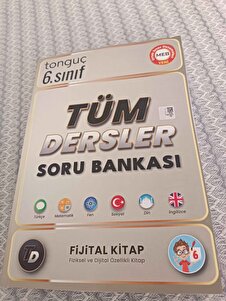 tonguç
6.sınıf
MEB
YENİ
TÜM
DERSLER
SORU BANKASI
Türkçe
Matematik
Fen
Sosyal
Din
İngilizce
FİJİTAL KİTAP
Fiziksel ve Dijital Özellikli Kitap
6